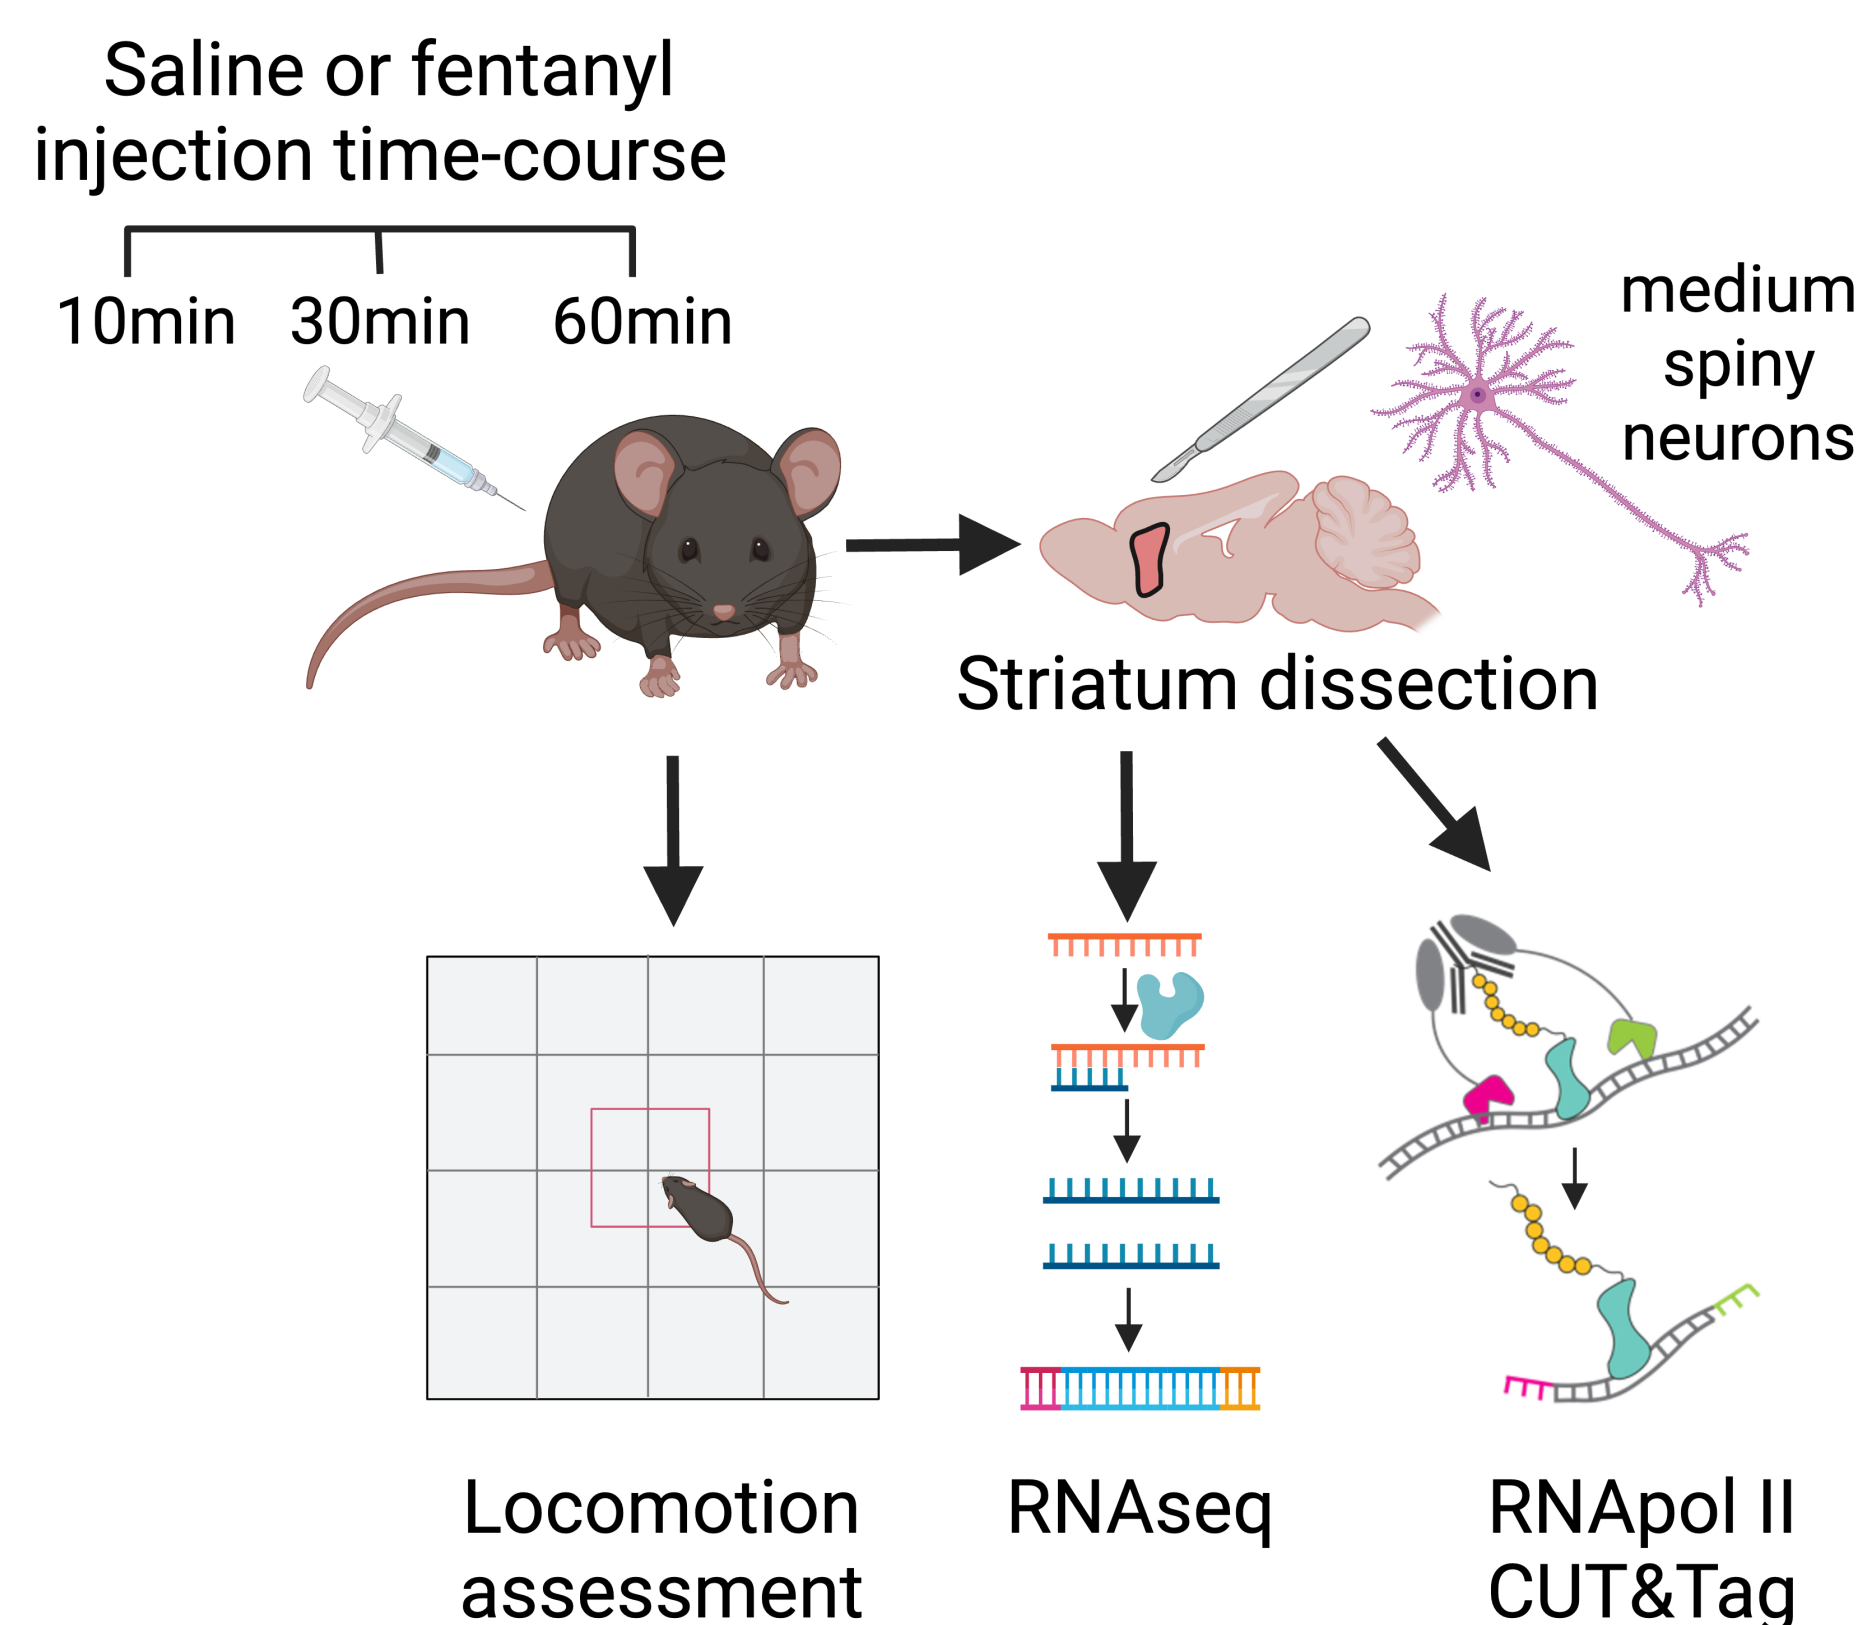 Saline or fentanyl
injection time-course
10min 30min 60min
medium
spiny
neurons
Striatum dissection
Locomotion
assessment
RNAseq
RNApol II
CUT&Tag